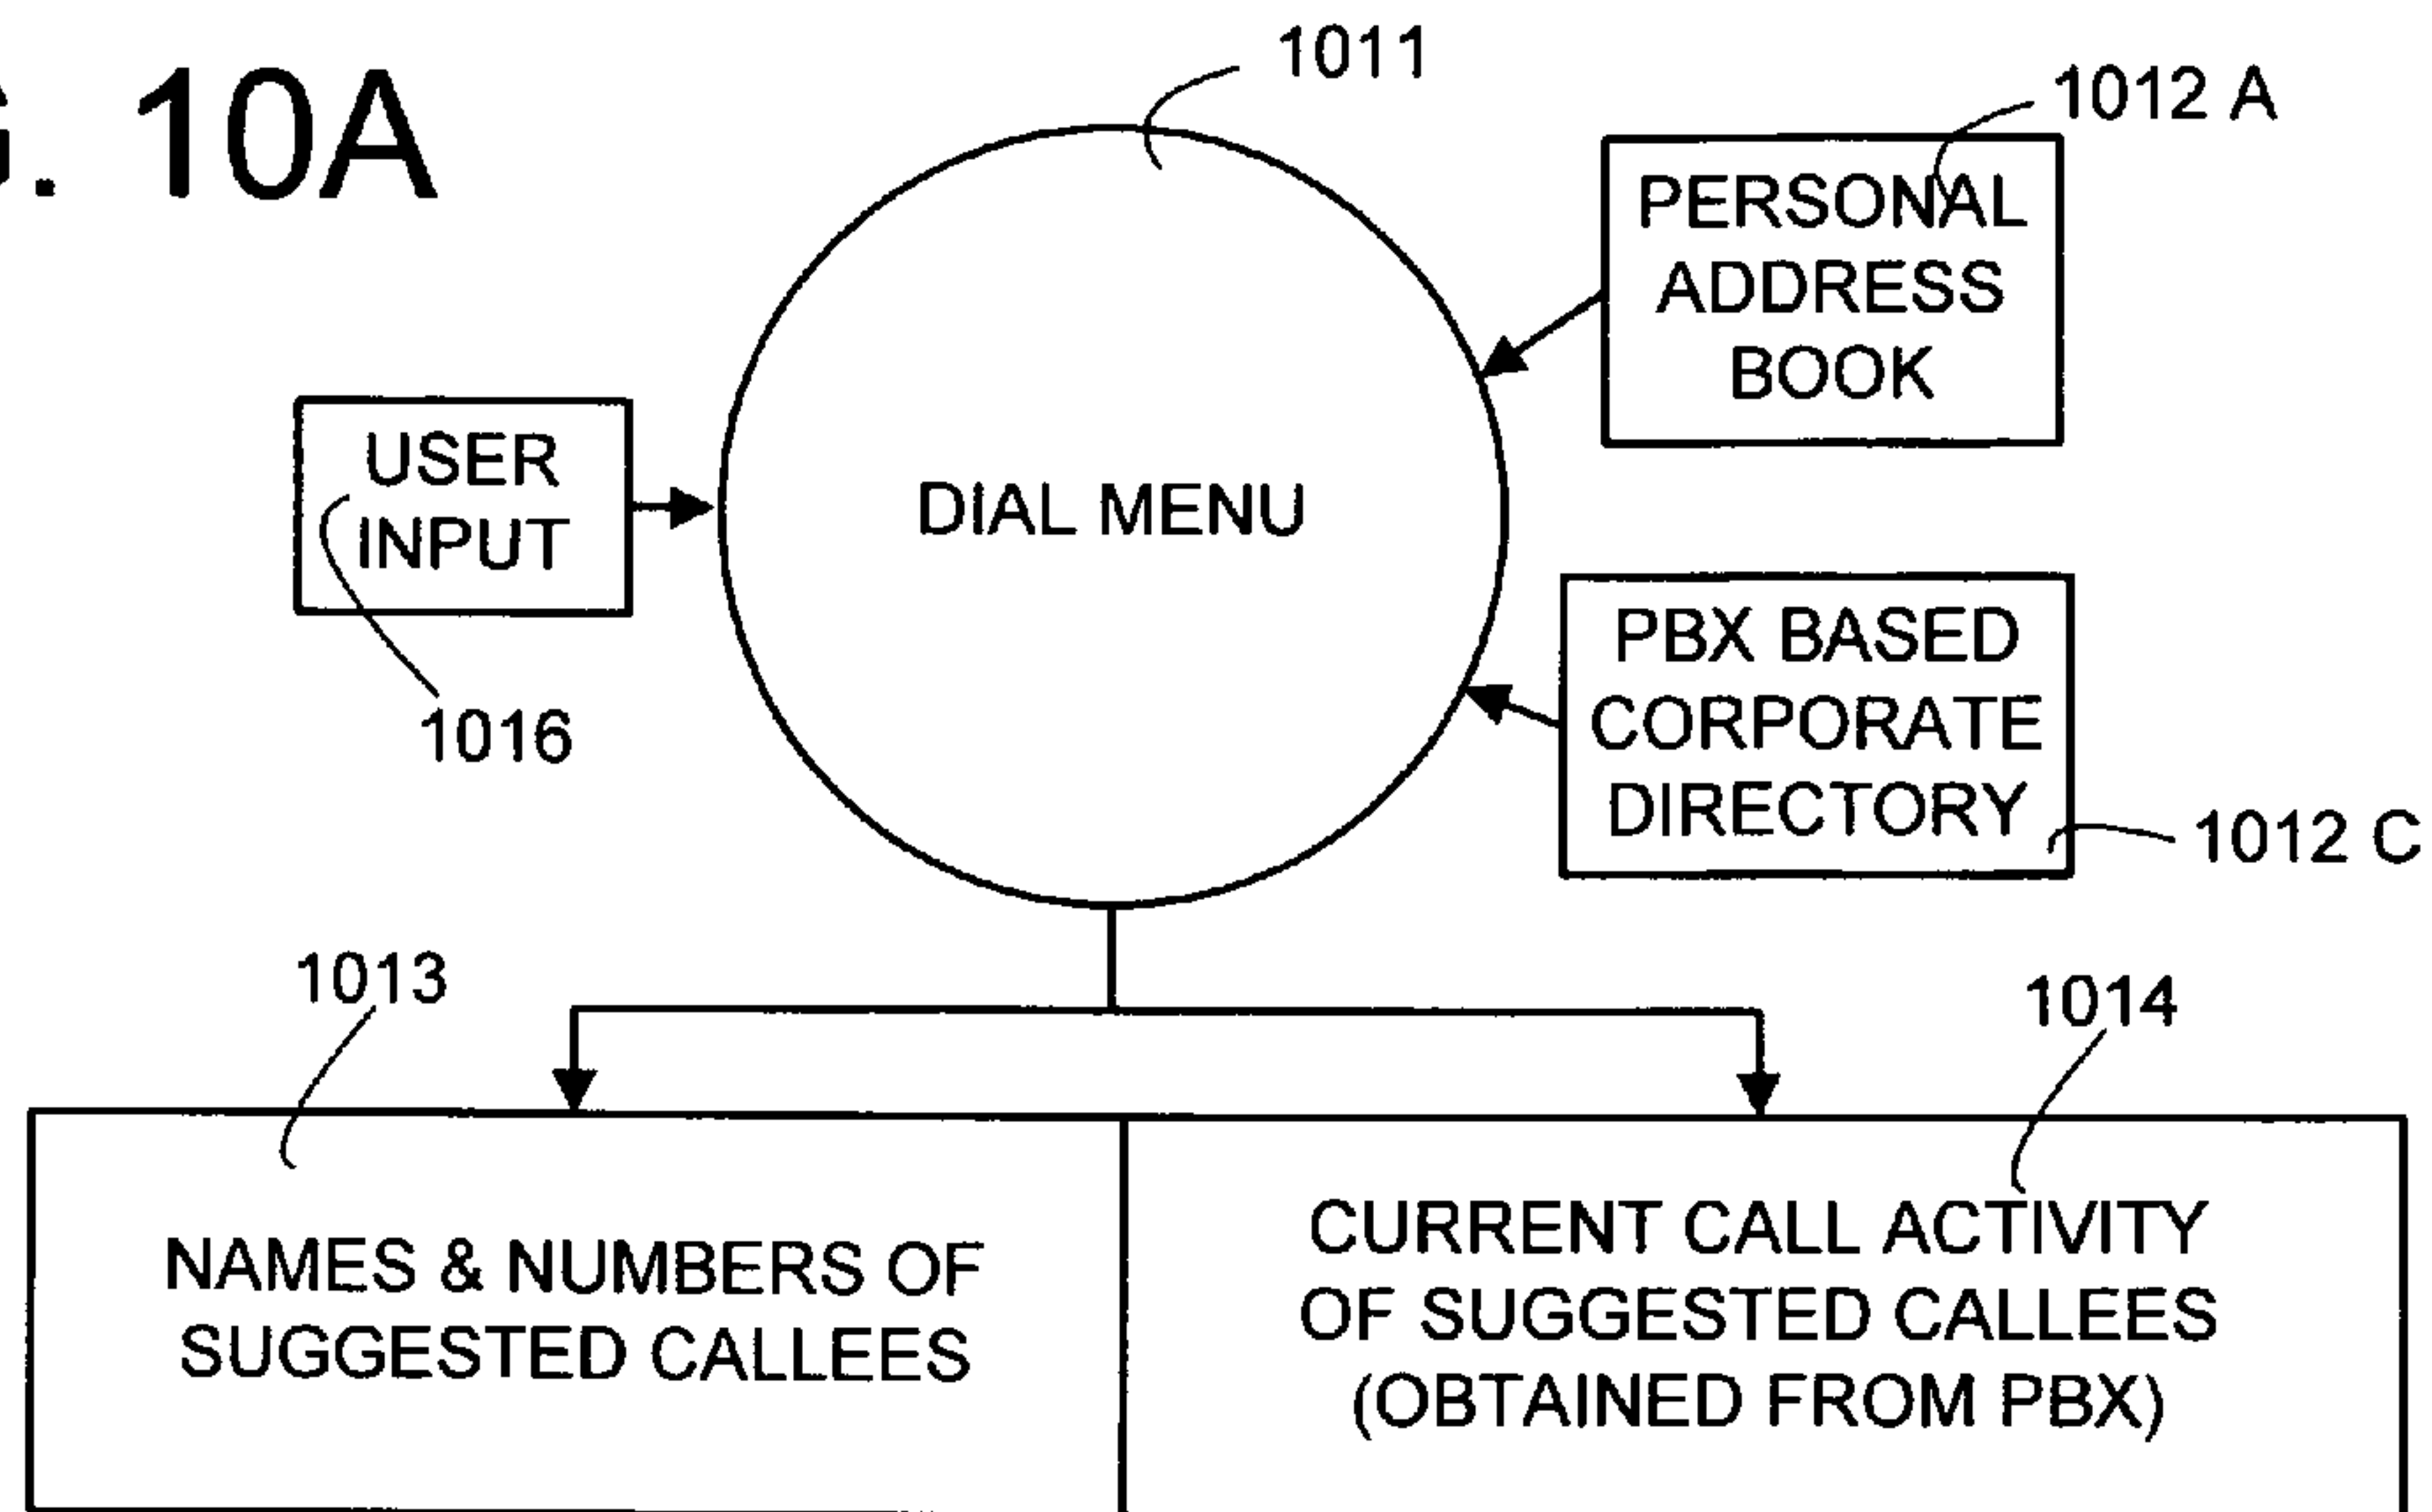 . 10A
1011
1012 A
PERSONAL
ADDRESS
BOOK
USER
INPUT
1016
DIAL MENU
PBX BASED
CORPORATE
DIRECTORY
1012 C
1013
1014
NAMES & NUMBERS OF
SUGGESTED CALLEES
CURRENT CALL ACTIVITY
OF SUGGESTED CALLEES
(OBTAINED FROM PBX)